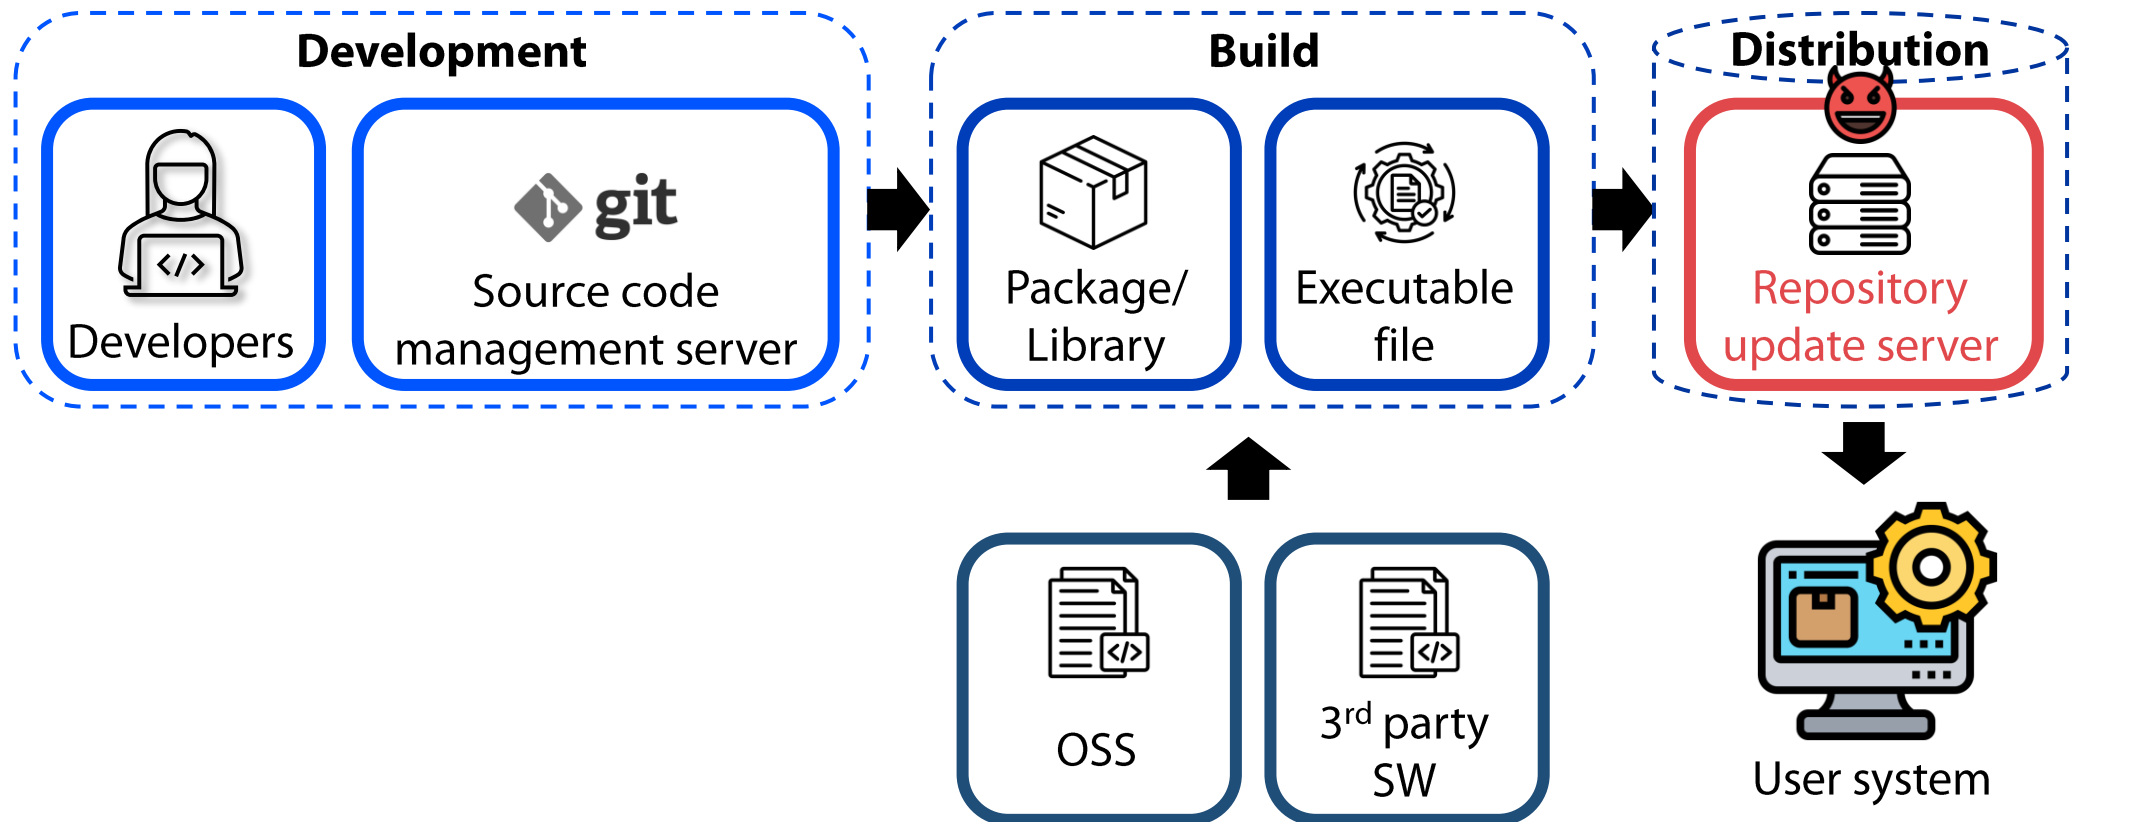 Development
Build
Distribution
git
Developers
Source code
management server
Package/
Library
Executable
file
Repository
update server
</>
OSS
</>
3rd party
SW
</>
User system